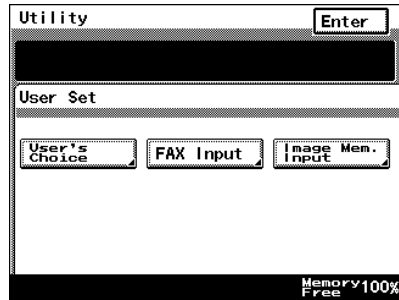 Utility
Enter
User Set
User's
Choice
FAX Input
Image Mem.
Input
Memory
Free 100%